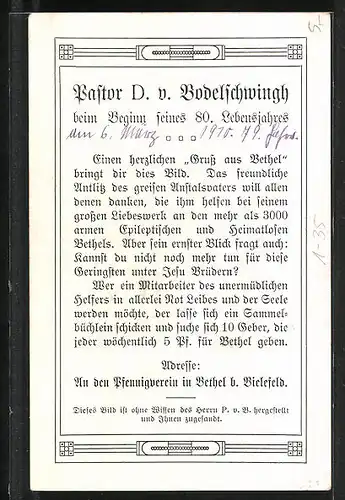 5.-
Pastor D. v. Bodelschwingh
beim Beginn seines 80. Lebensjahres
am 6. März 1910. 79. Jahre.
Einen herzlichen „Gruß aus Bethel“
bringt dir dies Bild. Das freundliche
Antlitz des greisen Anstalsvaters will allen
denen danken, die ihm helfen bei seinem
großen Liebeswerk an den mehr als 3000
armen Epileptischen und Heimatlosen
Bethels. Aber sein ernster Blick fragt auch:
Kannst du nicht noch mehr tun für diese
Geringsten unter Jesu Brüdern?
Wer ein Mitarbeiter des unermüdlichen
Helfers in allerlei Not Leibes und der Seele
werden möchte, der lasse sich ein Sammel-
büchlein schicken und suche sich 10 Geber, die
jeder wöchentlich 5 Pf. für Bethel geben.
Adresse:
An den Pfennigverein in Bethel b. Bielefeld.
Dieses Bild ist ohne Wissen des Herrn P. v. B. hergestellt
und Ihnen zugesandt.
1-35